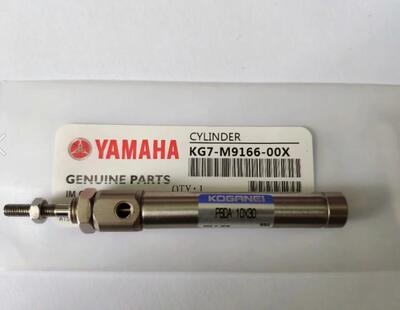 CYLINDER
YAMAHA
KG7-M9166-00X
GENUINE PARTS
QTY: 1
KOGANEI
PBDA 10X30